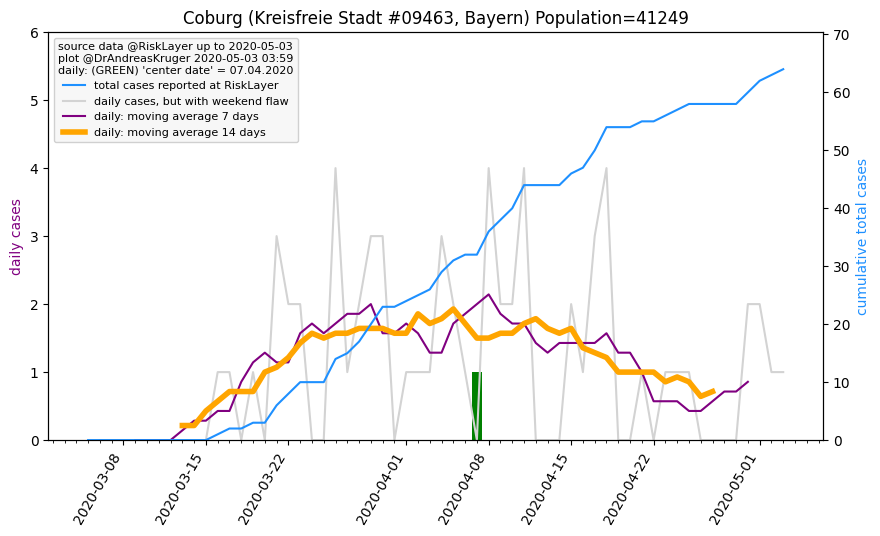 Coburg (Kreisfreie Stadt #09463, Bayern) Population=41249
source data @RiskLayer up to 2020-05-03
plot @DrAndreasKruger 2020-05-03 03:59
daily: (GREEN) 'center date' = 07.04.2020
total cases reported at RiskLayer
daily cases, but with weekend flaw
daily: moving average 7 days
daily: moving average 14 days
daily cases
6
5
4
3
2
1
0
cumulative total cases
70
60
50
40
30
20
10
0
2020-03-08
2020-03-15
2020-03-22
2020-04-01
2020-04-08
2020-04-15
2020-04-22
2020-05-01